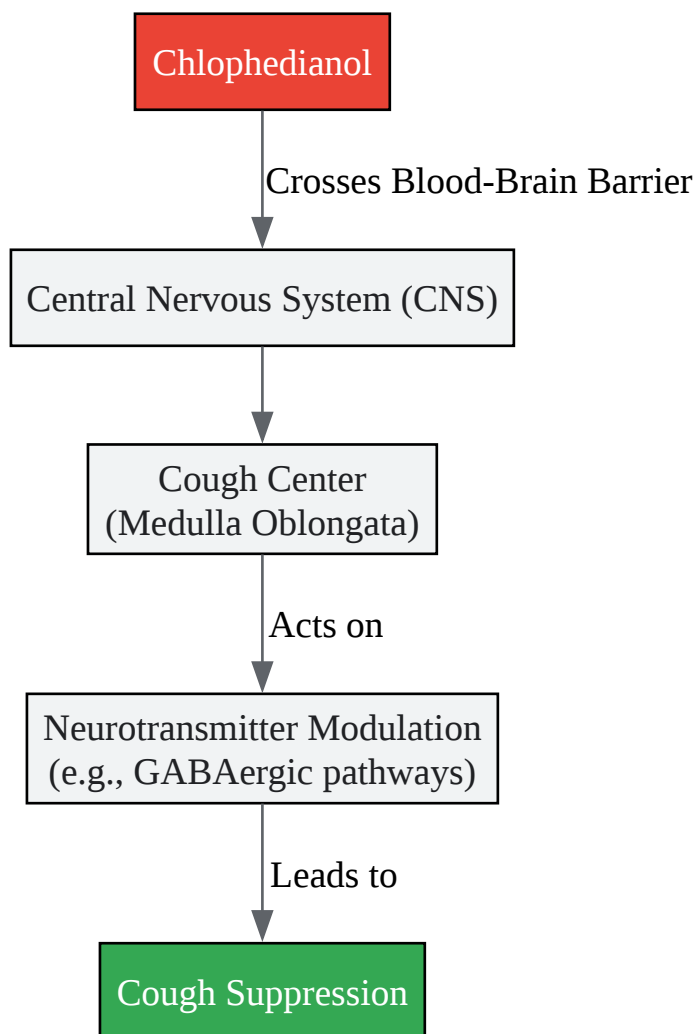 Chlophedianol
Crosses Blood-Brain Barrier
Central Nervous System (CNS)
Cough Center
(Medulla Oblongata)
Acts on
Neurotransmitter Modulation
(e.g., GABAergic pathways)
Leads to
Cough Suppression